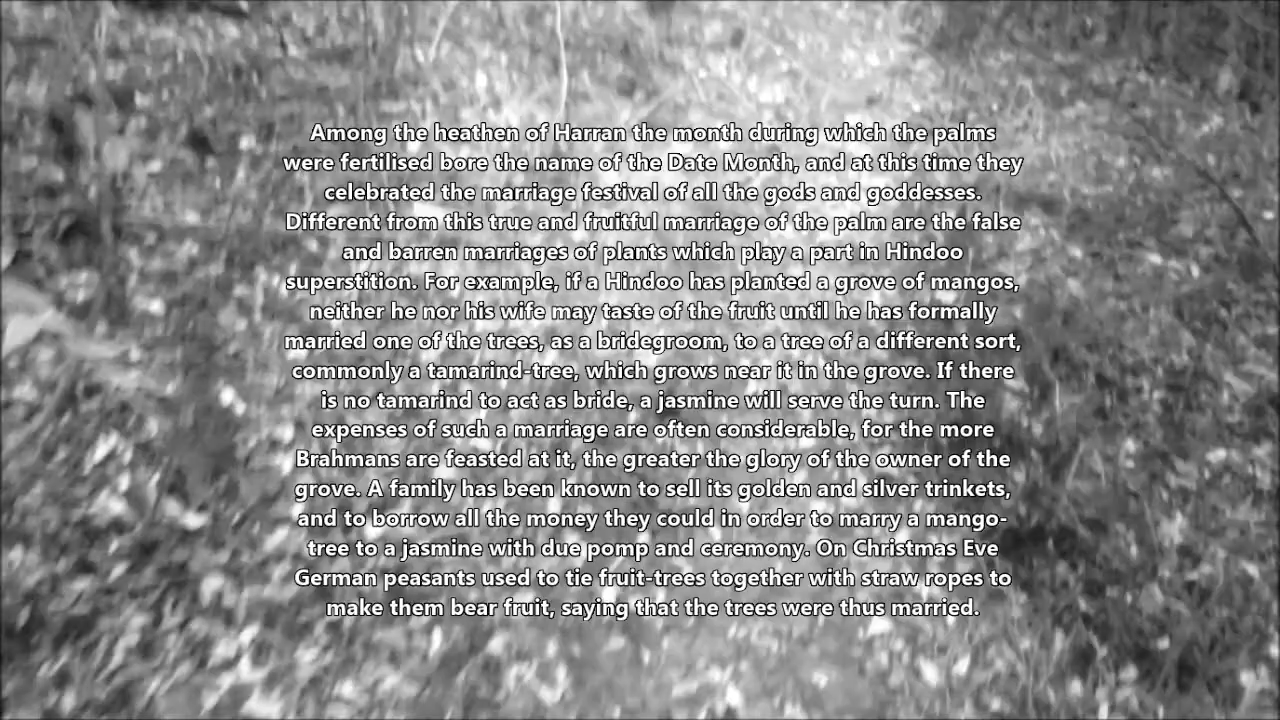 Among the heathen of Harran the month during which the palms
were fertilised bore the name of the Date Month, and at this time they
celebrated the marriage festival of all the gods and goddesses.
Different from this true and fruitful marriage of the palm are the false
and barren marriages of plants which play a part in Hindoo
superstition. For example, if a Hindoo has planted a grove of mangos,
neither he nor his wife may taste of the fruit until he has formally
married one of the trees, as a bridegroom, to a tree of a different sort,
commonly a tamarind-tree, which grows near it in the grove. If there
is no tamarind to act as bride, a jasmine will serve the turn. The
expenses of such a marriage are often considerable, for the more
Brahmans are feasted at it, the greater the glory of the owner of the
grove. A family has been known to sell its golden and silver trinkets,
and to borrow all the money they could in order to marry a mango-
tree to a jasmine with due pomp and ceremony. On Christmas Eve
German peasants used to tie fruit-trees together with straw ropes to
make them bear fruit, saying that the trees were thus married.